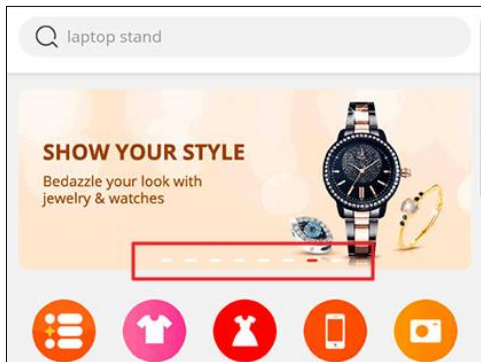 laptop stand
SHOW YOUR STYLE
Bedazzle your look with
jewelry & watches